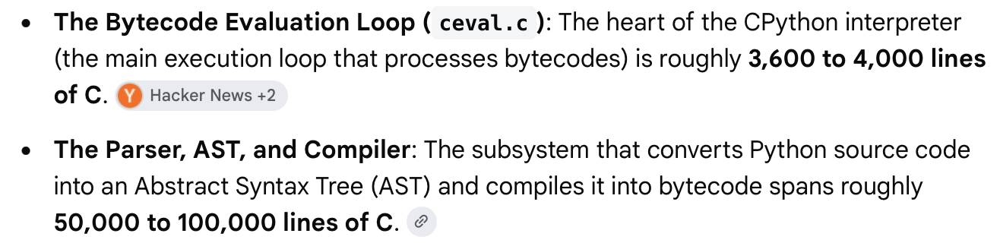 • The Bytecode Evaluation Loop ( ceval.c ): The heart of the CPython interpreter
(the main execution loop that processes bytecodes) is roughly 3,600 to 4,000 lines
of C. Y Hacker News +2
• The Parser, AST, and Compiler: The subsystem that converts Python source code
into an Abstract Syntax Tree (AST) and compiles it into bytecode spans roughly
50,000 to 100,000 lines of C.